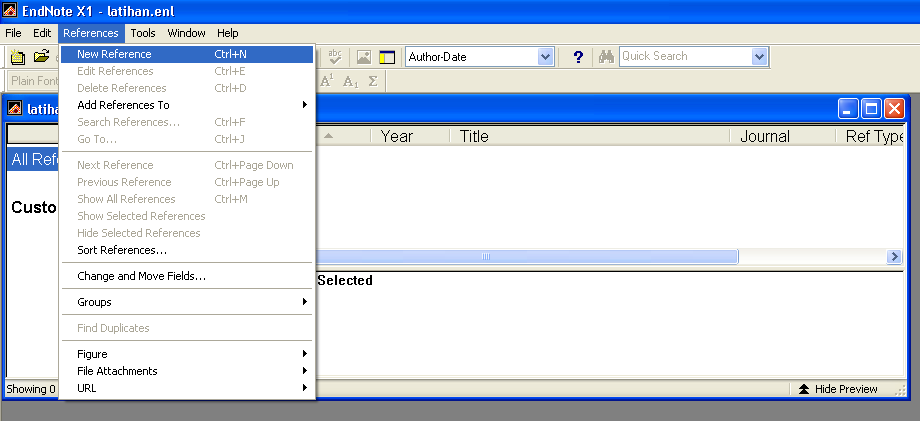 EndNote X1 - latihan.enl
File Edit References Tools Window Help
New Reference Ctrl+N
Edit References Ctrl+E
Delete References Ctrl+D
Add References To
Search References... Ctrl+F
Go To... Ctrl+J
Next Reference Ctrl+Page Down
Previous Reference Ctrl+Page Up
Show All References Ctrl+M
Show Selected References
Hide Selected References
Sort References...
Change and Move Fields...
Groups
Find Duplicates
Figure
File Attachments
URL
abc Author-Date ? Quick Search
Plain Font A¹ A₁ Σ
latiha
Year Title Journal Ref Type
All Refe
Custo
Selected
Showing 0 Hide Preview